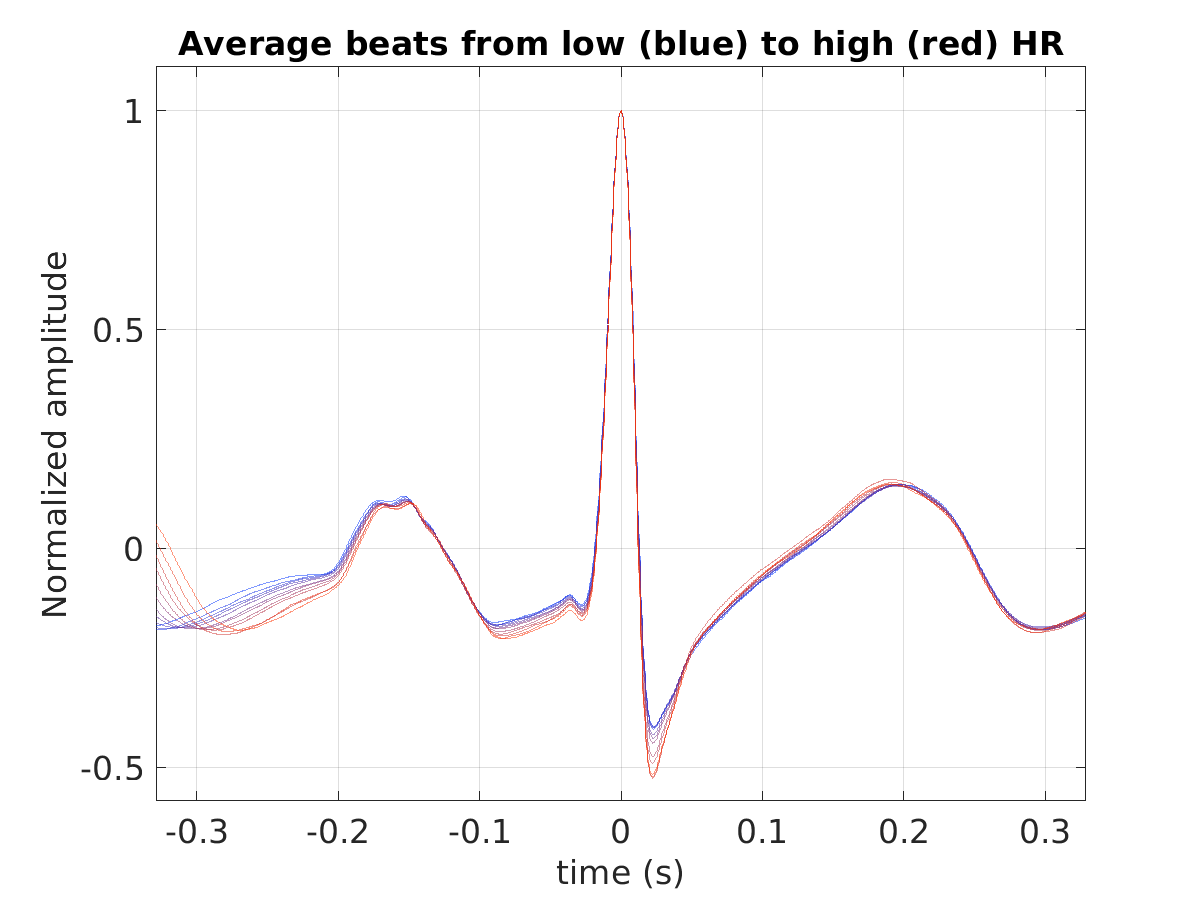 Average beats from low (blue) to high (red) HR
1
0.5
0
-0.5
Normalized amplitude
-0.3 -0.2 -0.1 0 0.1 0.2 0.3
time (s)